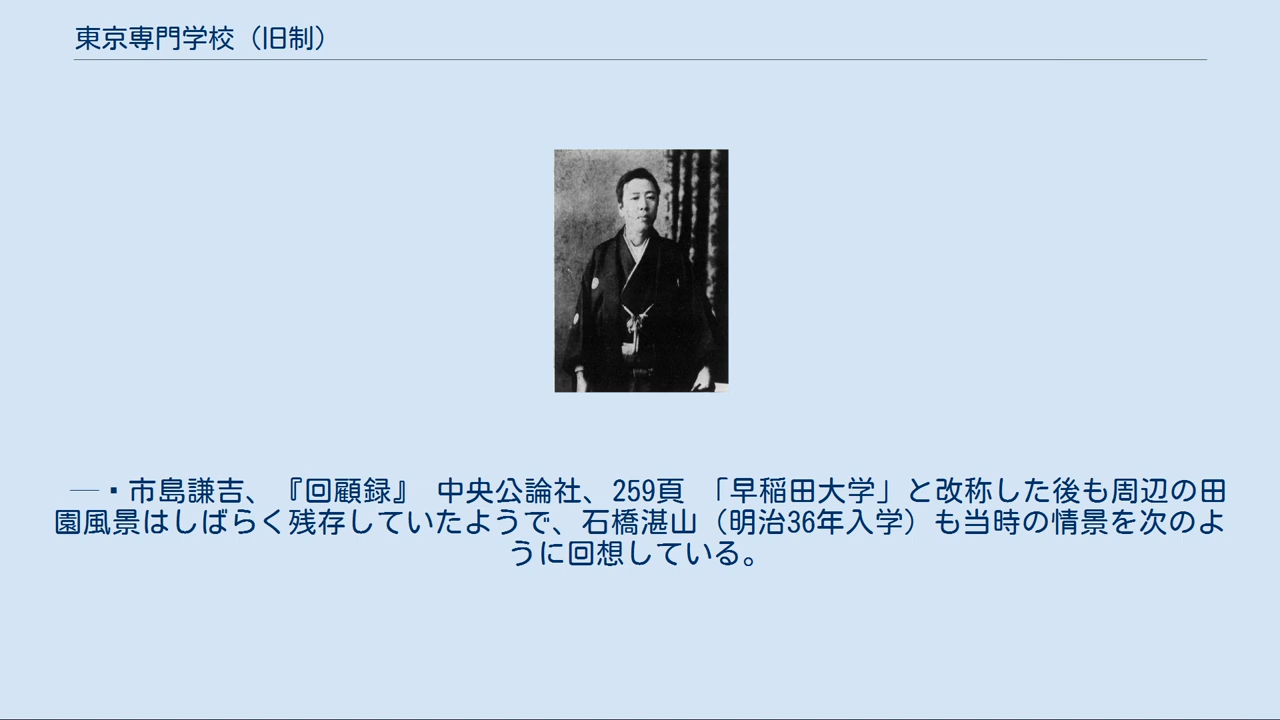 東京専門学校（旧制）
―▪市島謙吉、『回顧録』 中央公論社、259頁 「早稲田大学」と改称した後も周辺の田
園風景はしばらく残存していたようで、石橋湛山（明治36年入学）も当時の情景を次のよ
うに回想している。